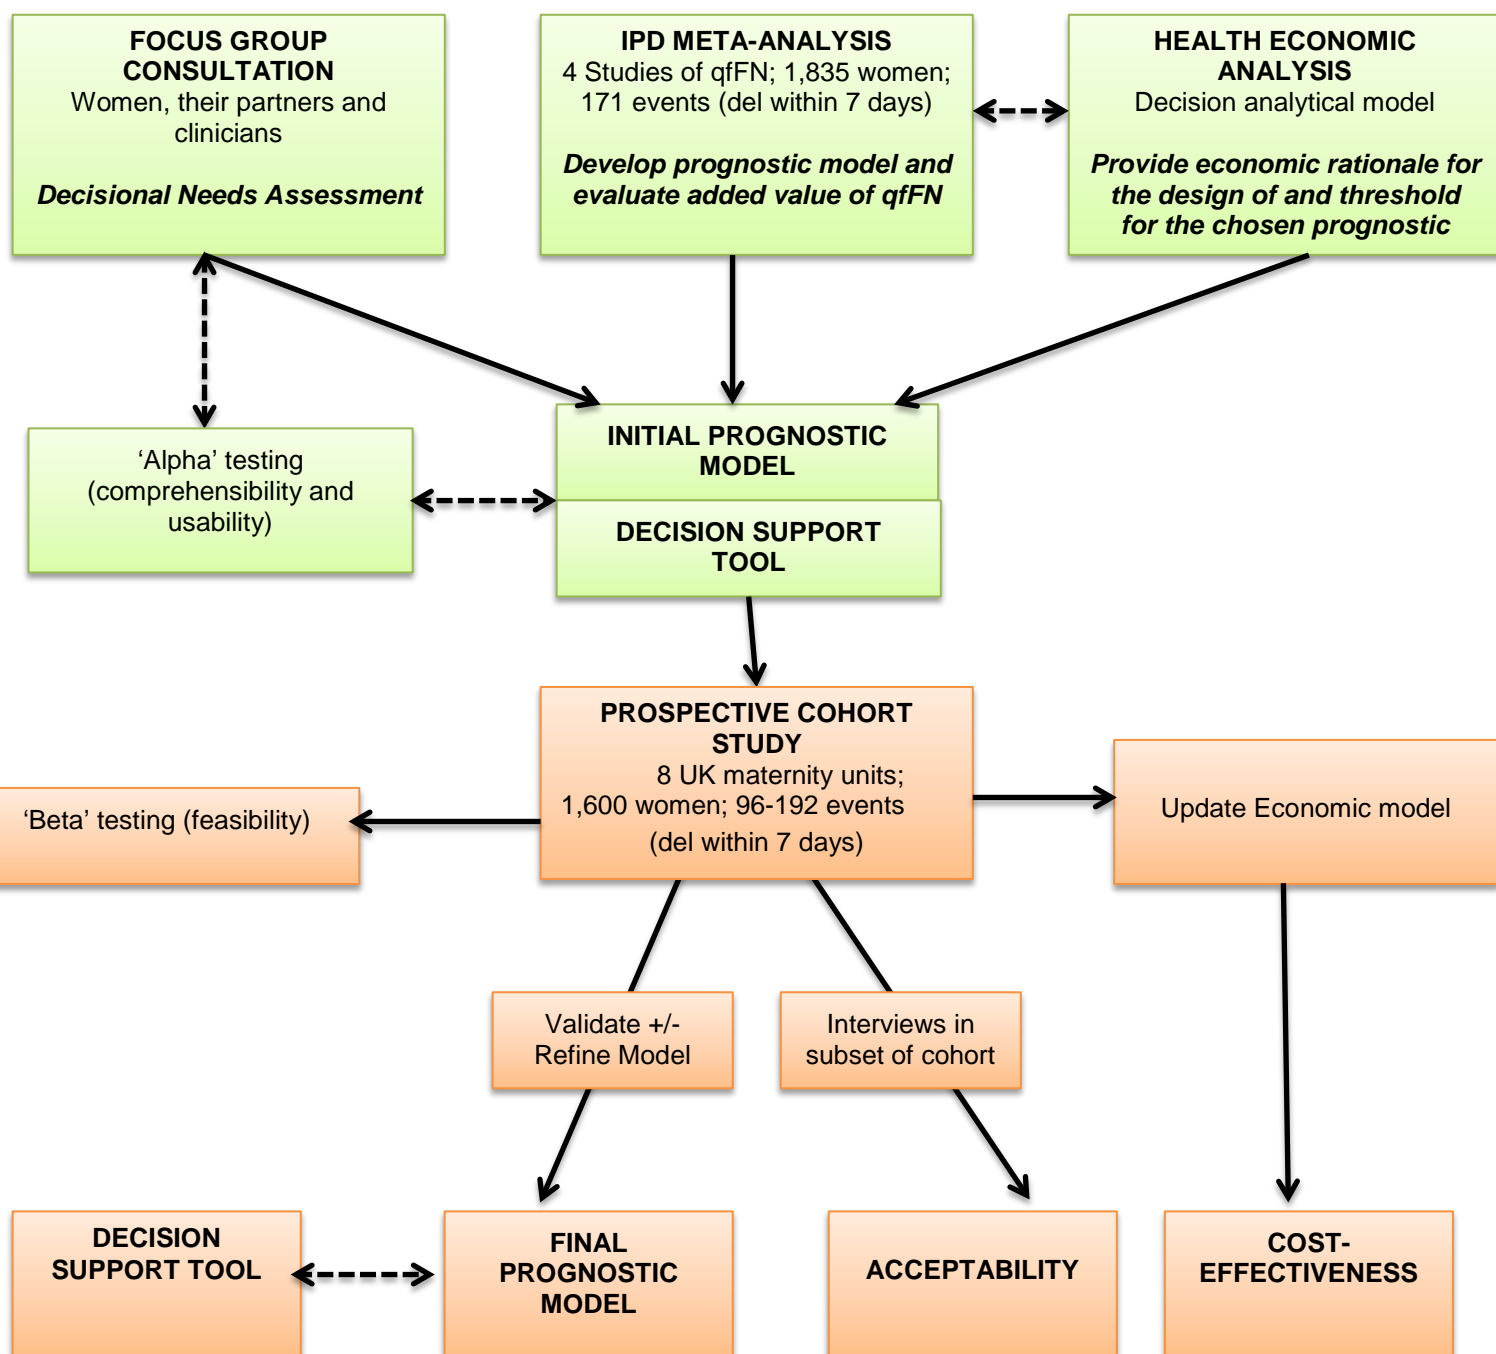 FOCUS GROUP
CONSULTATION
Women, their partners and
clinicians
Decisional Needs Assessment
IPD META-ANALYSIS
4 Studies of qfFN; 1,835 women;
171 events (del within 7 days)
Develop prognostic model and
evaluate added value of qfFN
HEALTH ECONOMIC
ANALYSIS
Decision analytical model
Provide economic rationale for
the design of and threshold
for the chosen prognostic
'Alpha' testing
(comprehensibility and
usability)
INITIAL PROGNOSTIC
MODEL
DECISION SUPPORT
TOOL
PROSPECTIVE COHORT
STUDY
8 UK maternity units;
1,600 women; 96-192 events
(del within 7 days)
‘Beta’ testing (feasibility)
Update Economic model
Validate +/-
Refine Model
Interviews in
subset of cohort
DECISION
SUPPORT TOOL
FINAL
PROGNOSTIC
MODEL
ACCEPTABILITY
COST-
EFFECTIVENESS